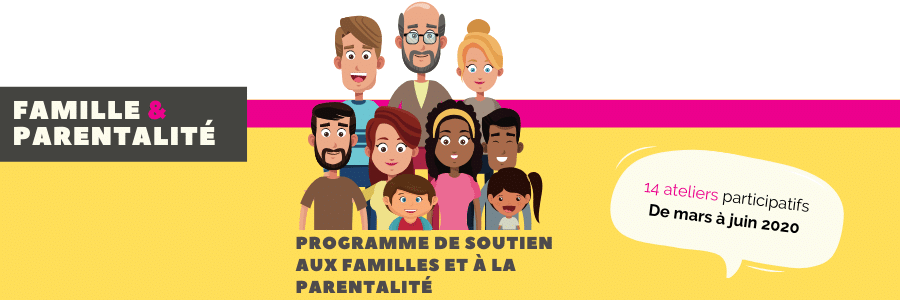 FAMILLE &
PARENTALITÉ
PROGRAMME DE SOUTIEN
AUX FAMILLES ET À LA
PARENTALITÉ
14 ateliers participatifs
De mars à juin 2020